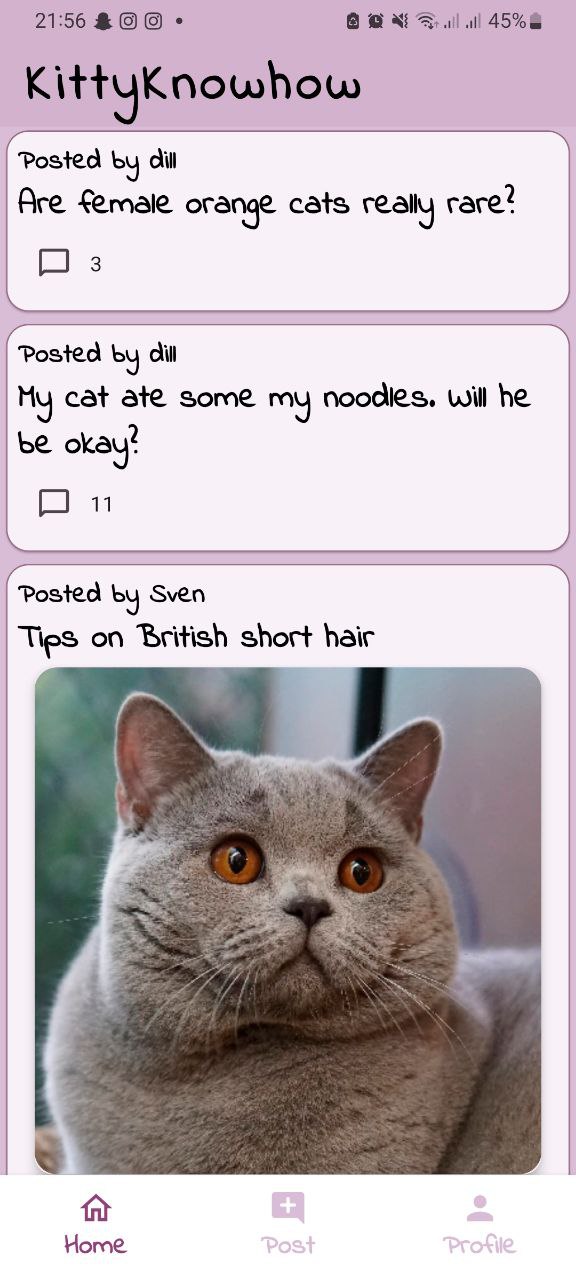 21:56 45%
KittyKnowhow
Posted by dill
Are female orange cats really rare?
3
Posted by dill
My cat ate some my noodles. Will he
be okay?
11
Posted by Sven
Tips on British short hair
Home Post Profile